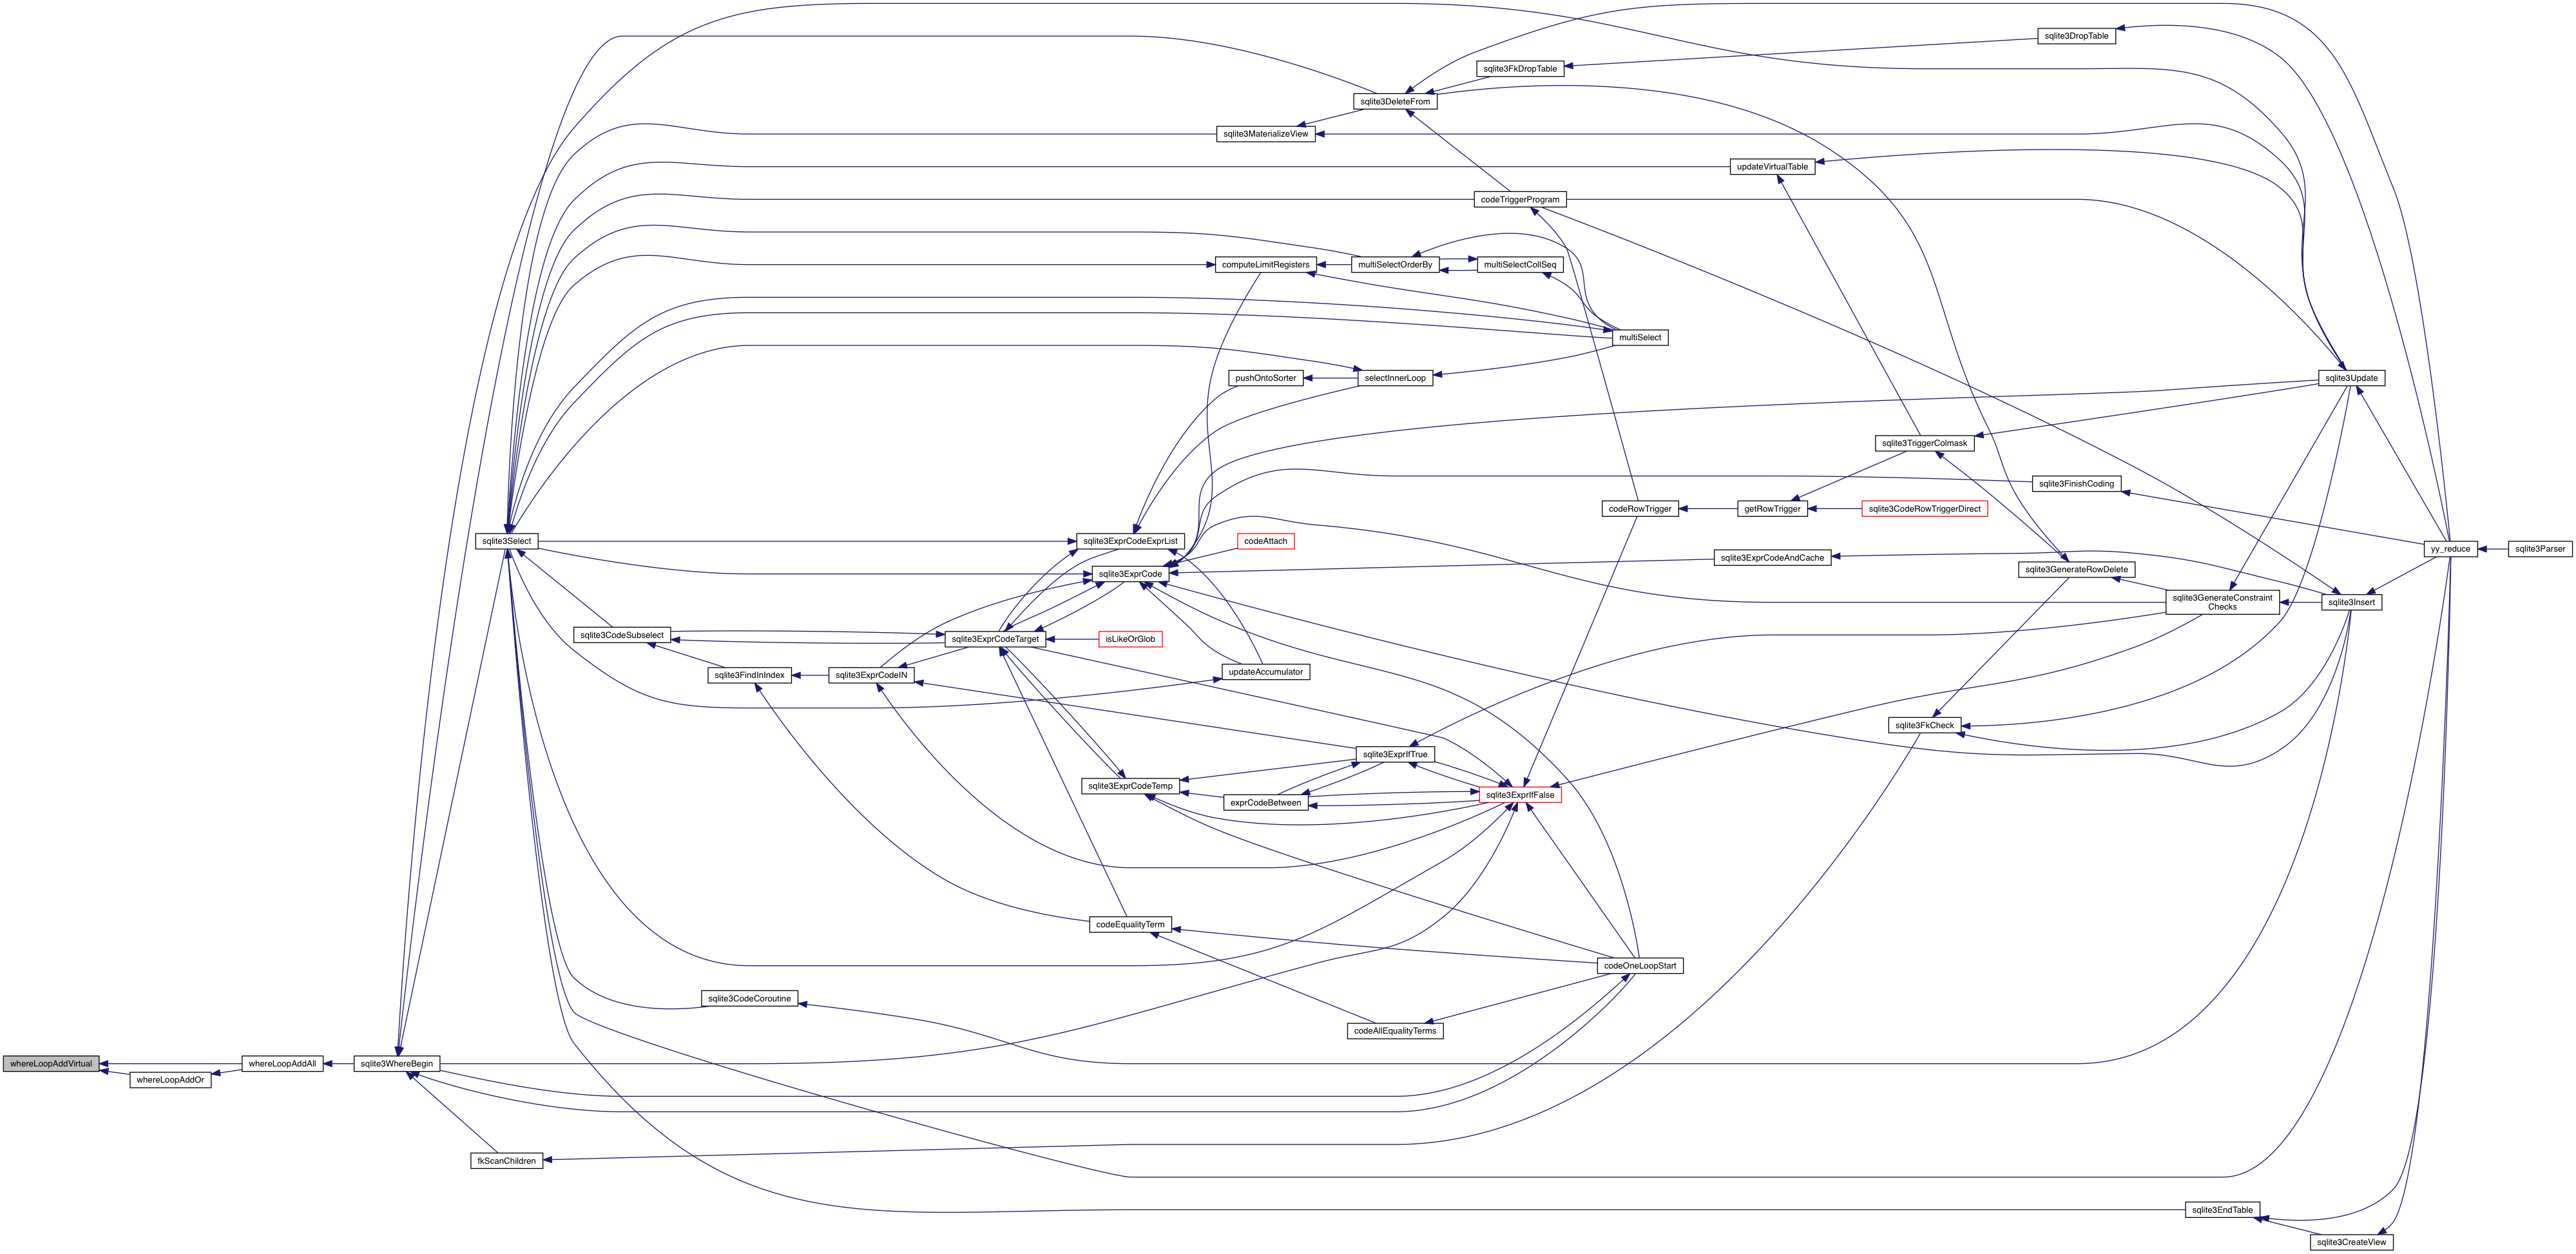 sqlite3DropTable
sqlite3FkDropTable
sqlite3DeleteFrom
sqlite3MaterializeView
updateVirtualTable
codeTriggerProgram
computeLimitRegisters
multiSelectOrderBy
multiSelectCollSeq
multiSelect
pushOntoSorter
selectInnerLoop
sqlite3Update
sqlite3TriggerColmask
sqlite3FinishCoding
codeRowTrigger
getRowTrigger
sqlite3CodeRowTriggerDirect
sqlite3Select
sqlite3ExprCodeExprList
codeAttach
yy_reduce
sqlite3Parser
sqlite3ExprCodeAndCache
sqlite3ExprCode
sqlite3GenerateRowDelete
sqlite3GenerateConstraint
Checks
sqlite3Insert
sqlite3CodeSubselect
sqlite3ExprCodeTarget
isLikeOrGlob
sqlite3FindInIndex
sqlite3ExprCodeIN
updateAccumulator
sqlite3FkCheck
sqlite3ExprIfTrue
sqlite3ExprCodeTemp
exprCodeBetween
sqlite3ExprIfFalse
codeEqualityTerm
codeOneLoopStart
sqlite3CodeCoroutine
codeAllEqualityTerms
whereLoopAddVirtual
whereLoopAddAll
sqlite3WhereBegin
whereLoopAddOr
fkScanChildren
sqlite3EndTable
sqlite3CreateView